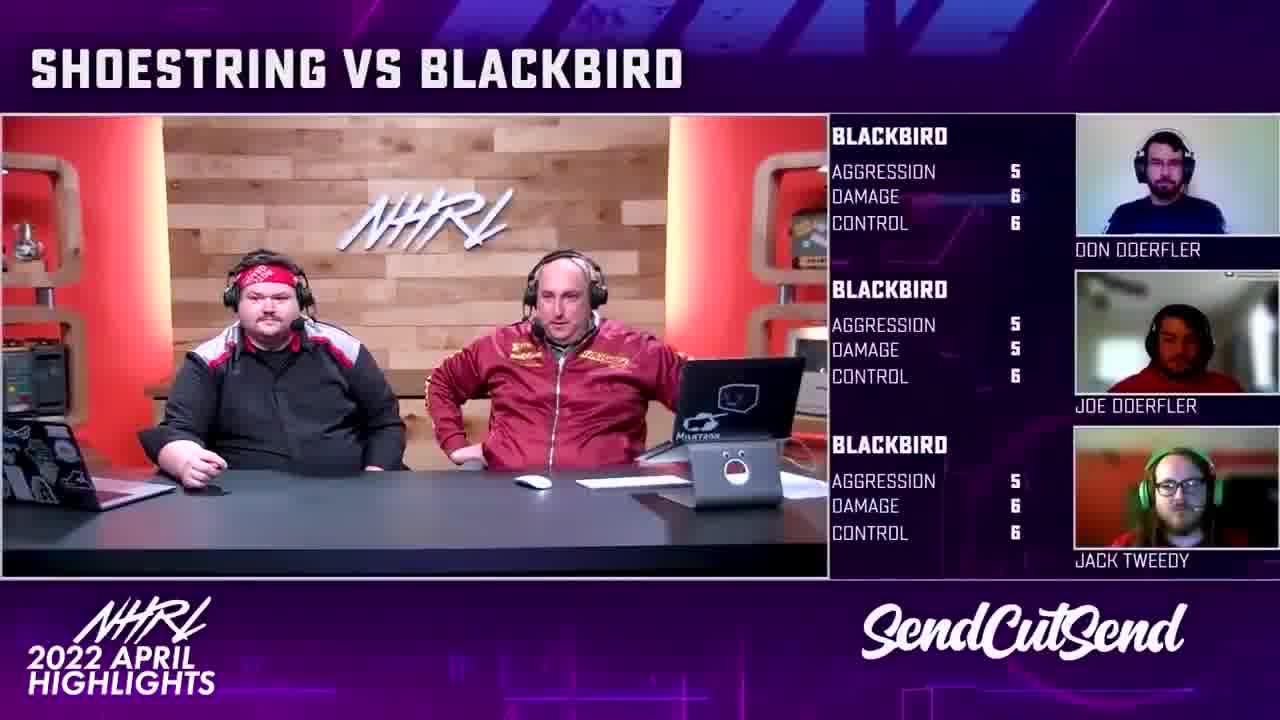 SHOESTRING VS BLACKBIRD
NHRL
BLACKBIRD
AGGRESSION 5
DAMAGE 6
CONTROL 6
DON DOERFLER
BLACKBIRD
AGGRESSION 5
DAMAGE 5
CONTROL 6
JOE DOERFLER
BLACKBIRD
AGGRESSION 5
DAMAGE 6
CONTROL 6
JACK TWEEDY
NHRL
2022 APRIL
HIGHLIGHTS
SendCutSend